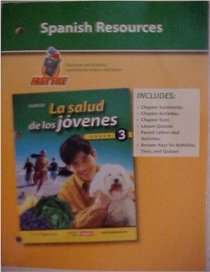 Spanish Resources
FAST FILE
GLENCOE
La salud
de los jóvenes
3
INCLUDES:
• Chapter Summaries
• Chapter Activities
• Chapter Tests
• Lesson Quizzes
• Parent Letters and
Activities
• Answer Keys for Activities,
Tests, and Quizzes